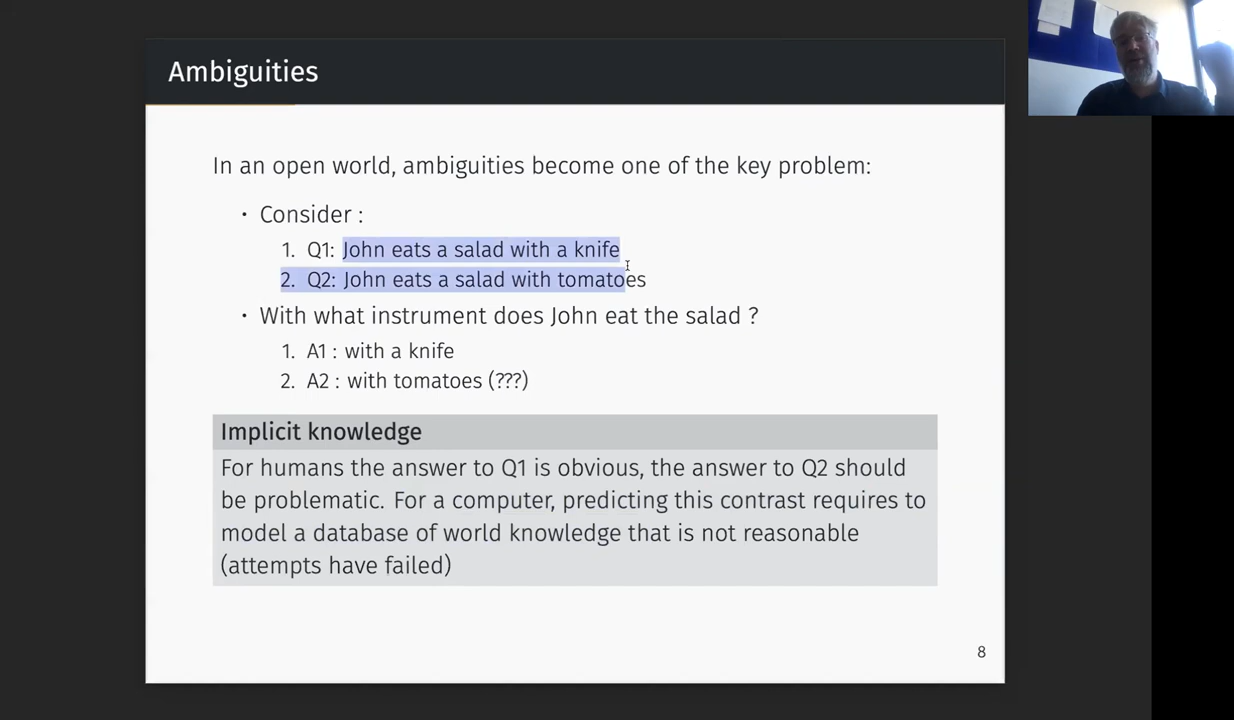 Ambiguities
In an open world, ambiguities become one of the key problem:
• Consider :
1. Q1: John eats a salad with a knife
2. Q2: John eats a salad with tomatoes
• With what instrument does John eat the salad ?
1. A1 : with a knife
2. A2 : with tomatoes (???)
Implicit knowledge
For humans the answer to Q1 is obvious, the answer to Q2 should
be problematic. For a computer, predicting this contrast requires to
model a database of world knowledge that is not reasonable
(attempts have failed)
8